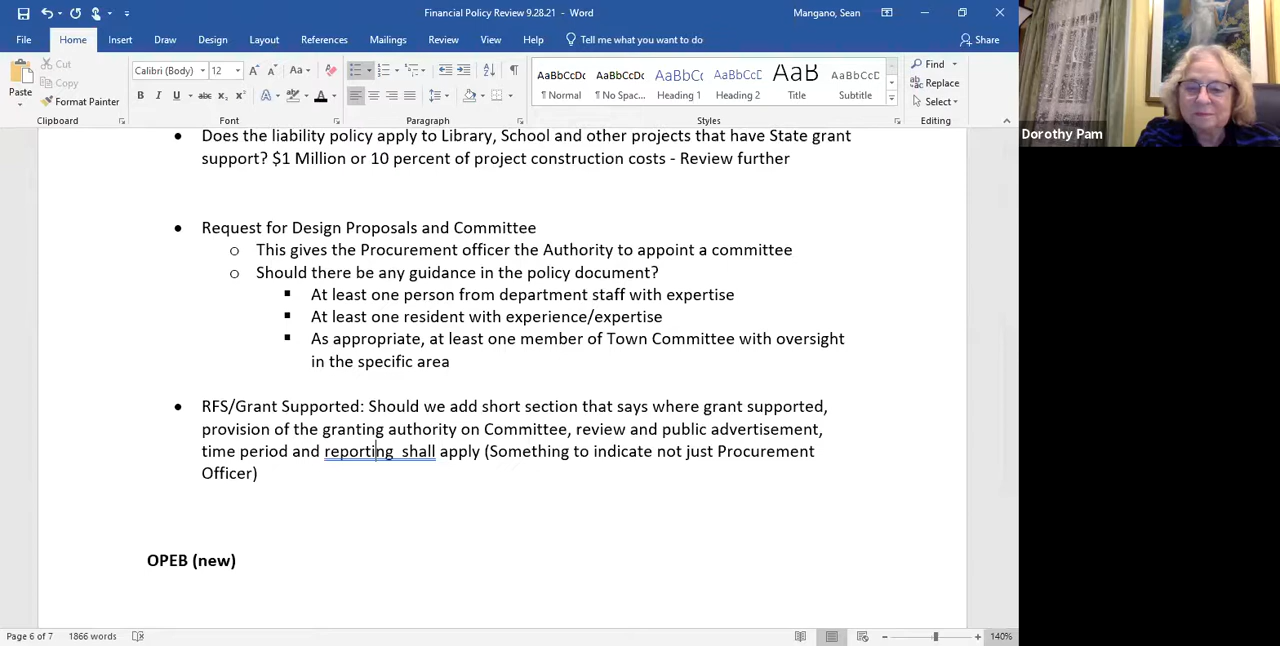 Financial Policy Review 9.28.21 - Word
Mangano, Sean
File Home Insert Draw Design Layout References Mailings Review View Help Tell me what you want to do Share
Paste
Cut
Copy
Format Painter
Clipboard
Calibri (Body) 12
Font
Paragraph
AaBbCcDc AaBbCcDc AaBbCc AaBbCcD AaB AaBbCcD
¶ Normal ¶ No Spac... Heading 1 Heading 2 Title Subtitle
Styles
Find
Replace
Select
Editing
Dorothy Pam
• Does the liability policy apply to Library, School and other projects that have State grant
support? $1 Million or 10 percent of project construction costs - Review further
• Request for Design Proposals and Committee
o This gives the Procurement officer the Authority to appoint a committee
o Should there be any guidance in the policy document?
▪ At least one person from department staff with expertise
▪ At least one resident with experience/expertise
▪ As appropriate, at least one member of Town Committee with oversight
in the specific area
• RFS/Grant Supported: Should we add short section that says where grant supported,
provision of the granting authority on Committee, review and public advertisement,
time period and reporting shall apply (Something to indicate not just Procurement
Officer)
OPEB (new)
Page 6 of 7 1866 words 140%